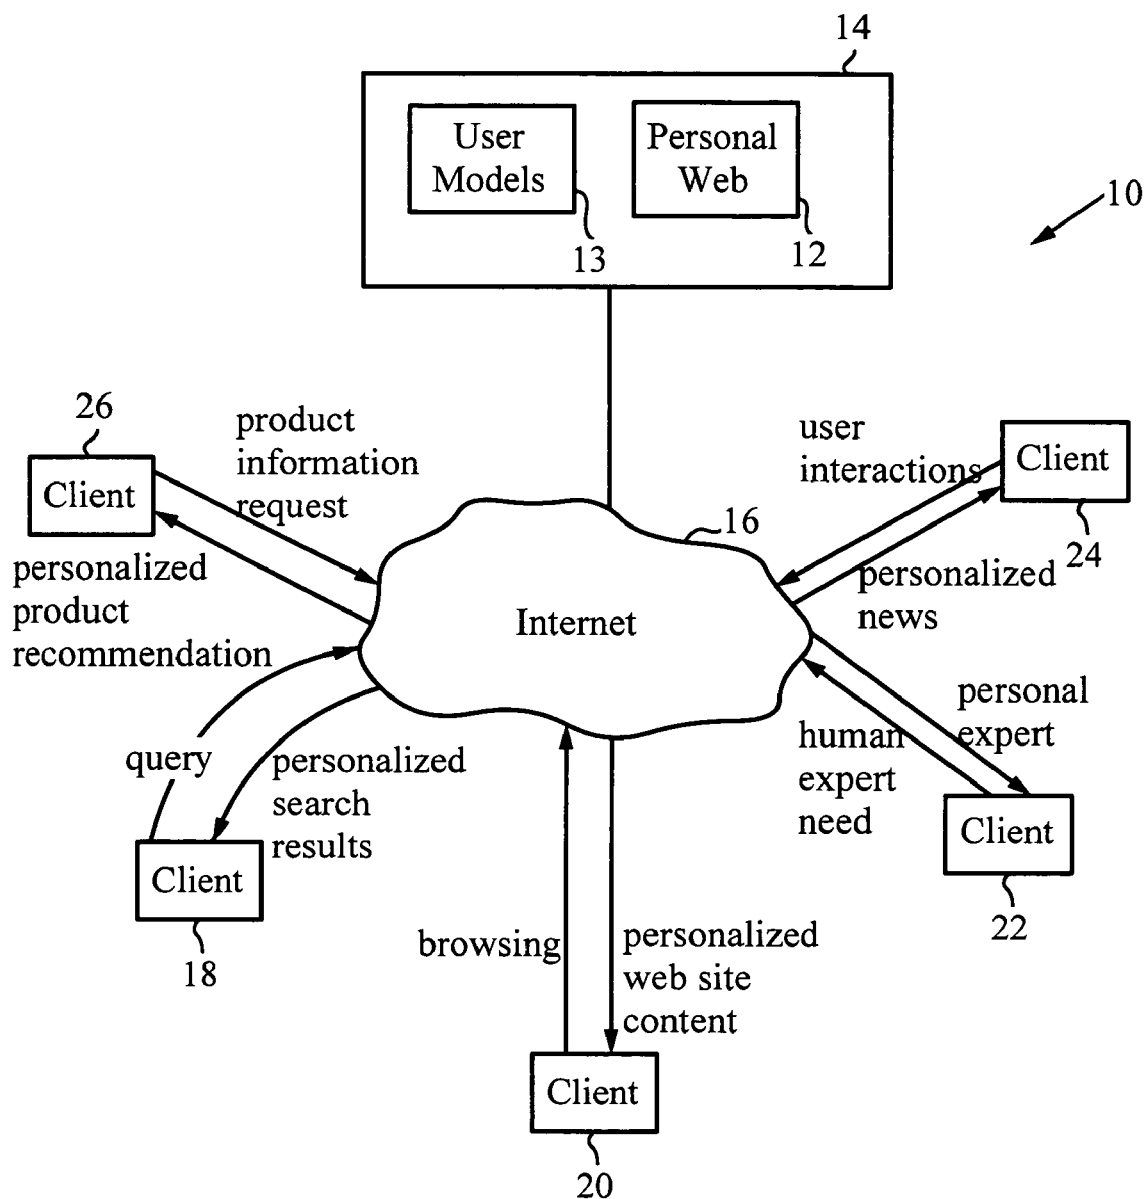 14
User
Models
Personal
Web
13
12
10
26
Client
product
information
request
personalized
product
recommendation
user
interactions
Client
24
personalized
news
16
Internet
query
personalized
search
results
Client
18
browsing
personalized
web site
content
Client
20
human
expert
need
personal
expert
Client
22